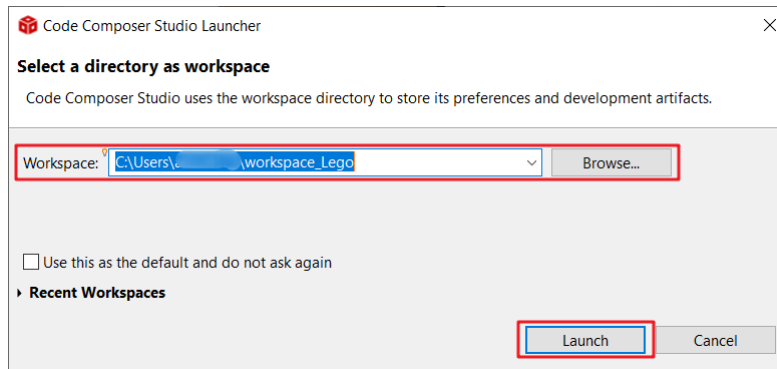 Code Composer Studio Launcher
Select a directory as workspace
Code Composer Studio uses the workspace directory to store its preferences and development artifacts.
Workspace: C:\Users\ \workspace_Lego Browse...
Use this as the default and do not ask again
Recent Workspaces
Launch Cancel